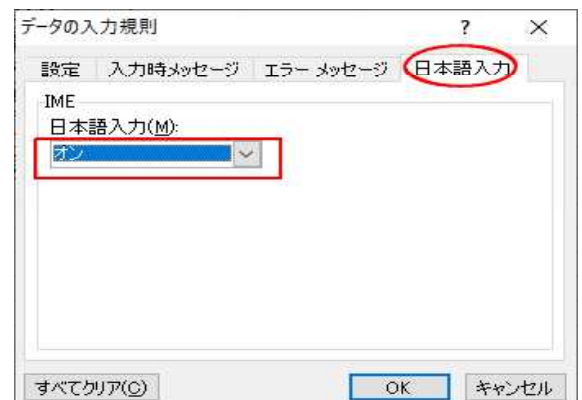 データの入力規則 ? ×
設定 入力時メッセージ エラー メッセージ 日本語入力
IME
日本語入力(M):
オン
すべてクリア(C) OK キャンセル